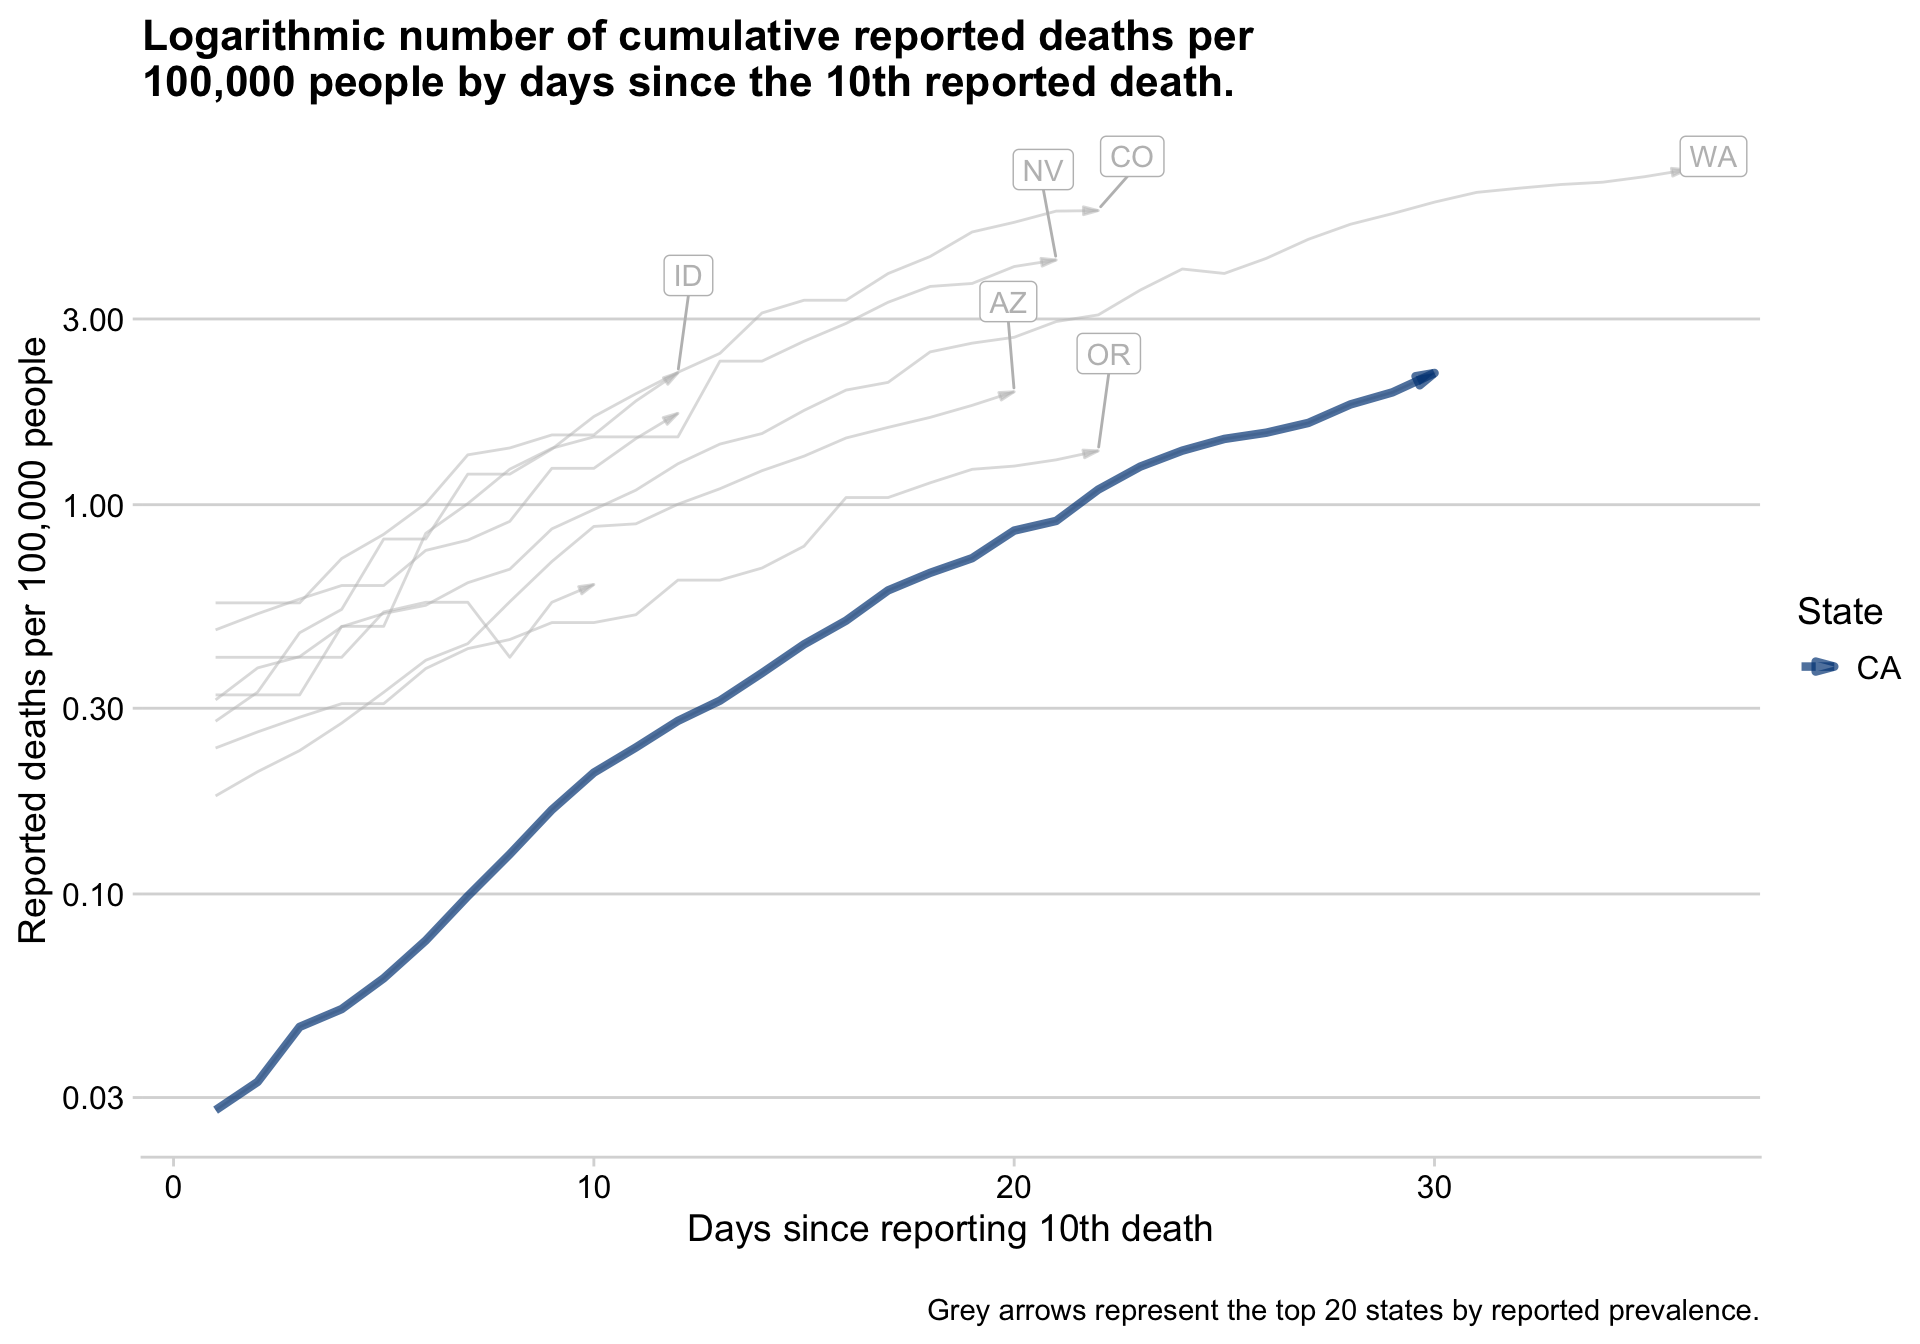 Logarithmic number of cumulative reported deaths per
100,000 people by days since the 10th reported death.
NV
CO
WA
ID
AZ
OR
3.00
1.00
0.30
0.10
0.03
Reported deaths per 100,000 people
0
10
20
30
Days since reporting 10th death
State
CA
Grey arrows represent the top 20 states by reported prevalence.